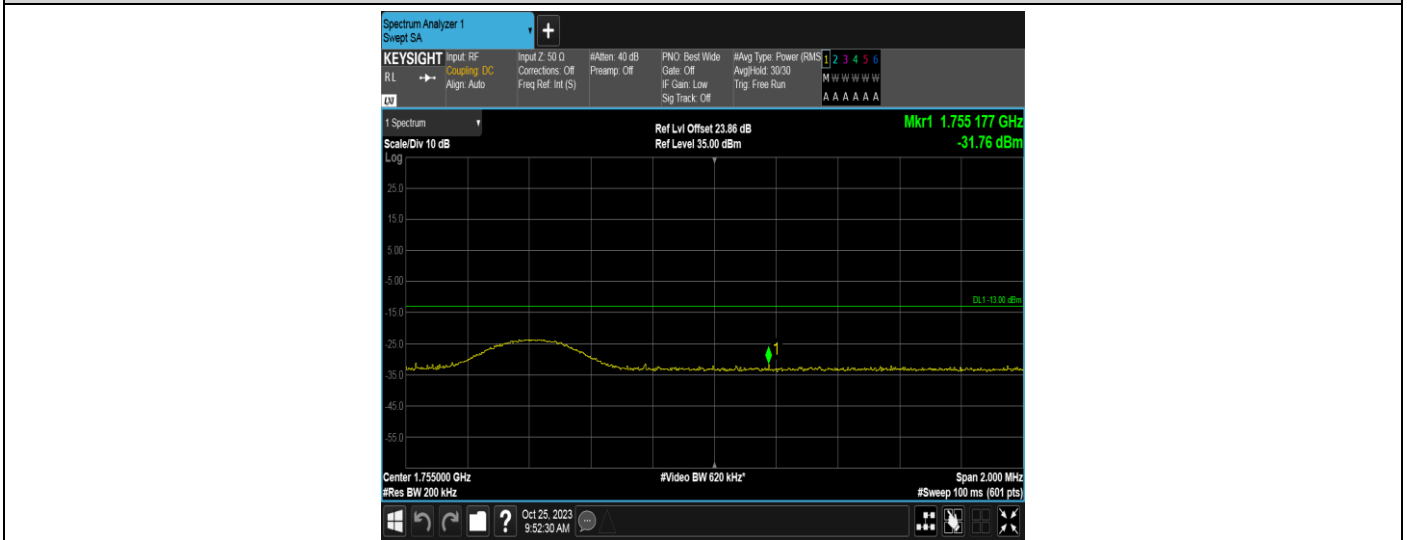 Spectrum Analyzer 1
Swept SA
+
KEYSIGHT
RL
LXI
Input: RF
Coupling: DC
Align: Auto
Input Z: 50 Ω
Corrections: Off
Freq Ref: Int (S)
#Atten: 40 dB
Preamp: Off
PNO: Best Wide
Gate: Off
IF Gain: Low
Sig Track: Off
#Avg Type: Power (RMS
Avg|Hold: 30/30
Trig: Free Run
1 2 3 4 5 6
M W W W W W
A A A A A A
1 Spectrum
Scale/Div 10 dB
Log
Ref Lvl Offset 23.86 dB
Ref Level 35.00 dBm
Mkr1 1.755 177 GHz
-31.76 dBm
25.0
15.0
5.00
-5.00
DL1 -13.00 dBm
-15.0
-25.0
1
-35.0
-45.0
-55.0
Center 1.755000 GHz
#Res BW 200 kHz
#Video BW 620 kHz*
Span 2.000 MHz
#Sweep 100 ms (601 pts)
?
Oct 25, 2023
9:52:30 AM